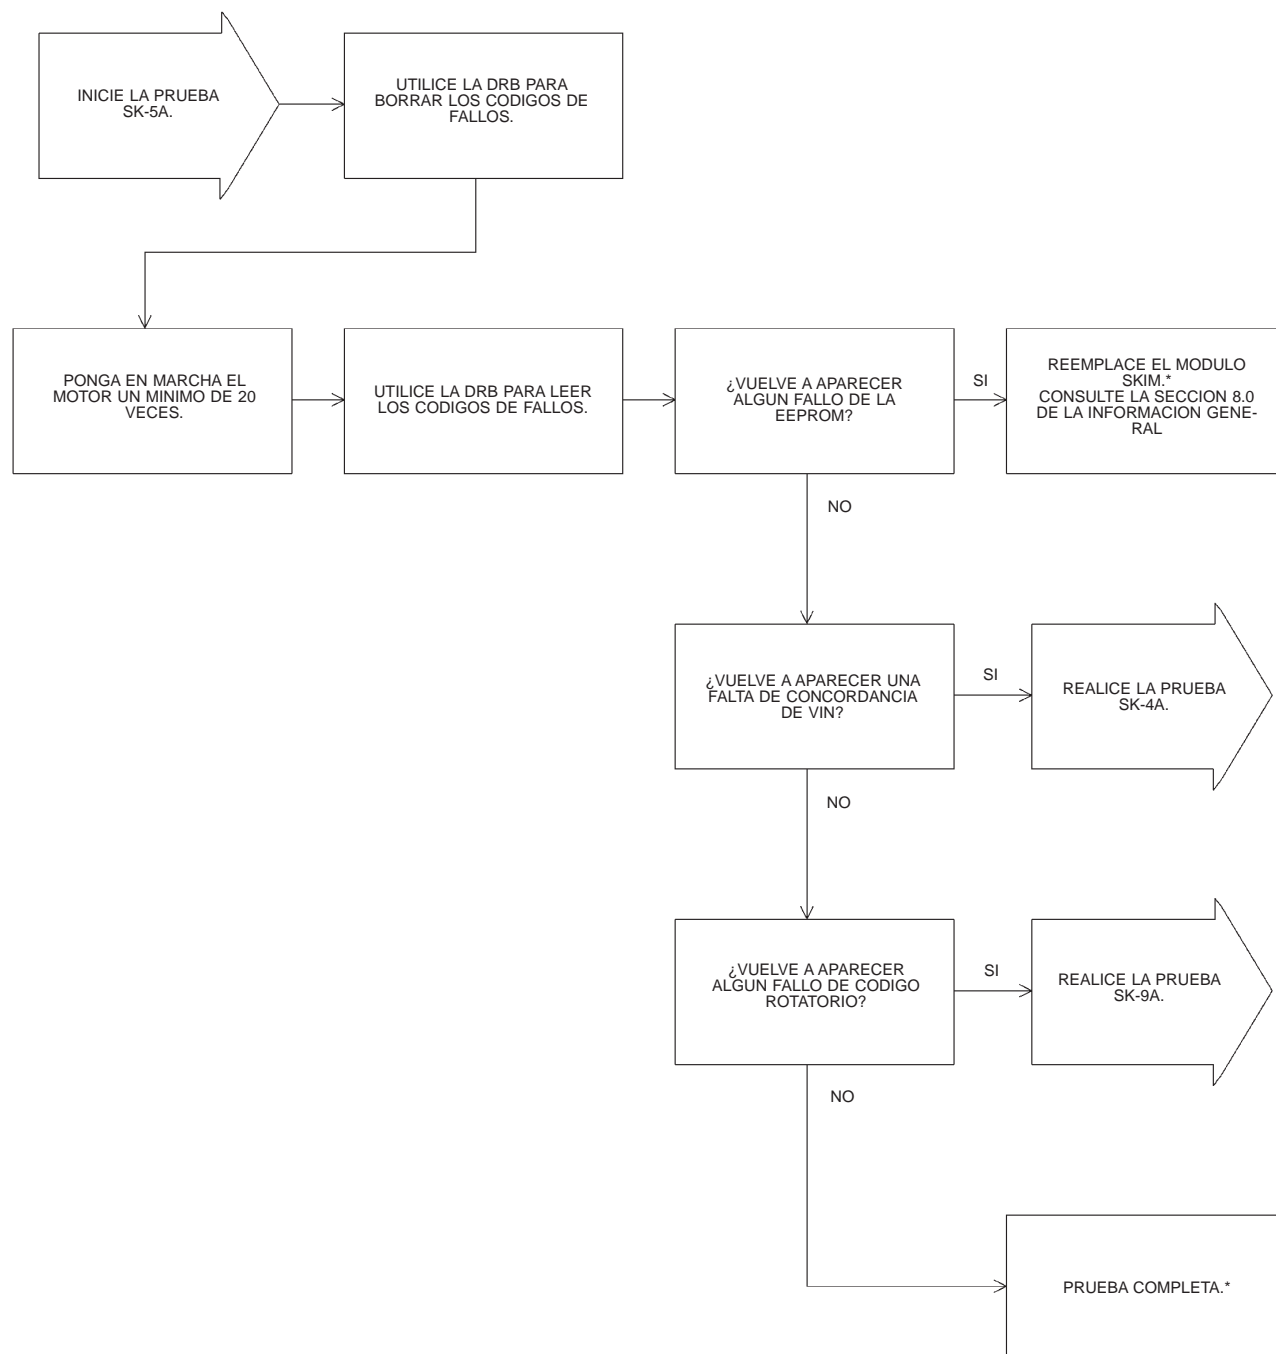 INICIE LA PRUEBA
SK-5A.
UTILICE LA DRB PARA
BORRAR LOS CODIGOS DE
FALLOS.
PONGA EN MARCHA EL
MOTOR UN MINIMO DE 20
VECES.
UTILICE LA DRB PARA LEER
LOS CODIGOS DE FALLOS.
¿VUELVE A APARECER
ALGUN FALLO DE LA
EEPROM?
SI
REEMPLACE EL MODULO
SKIM.*
CONSULTE LA SECCION 8.0
DE LA INFORMACION GENE-
RAL
NO
¿VUELVE A APARECER UNA
FALTA DE CONCORDANCIA
DE VIN?
SI
REALICE LA PRUEBA
SK-4A.
NO
¿VUELVE A APARECER
ALGUN FALLO DE CODIGO
ROTATORIO?
SI
REALICE LA PRUEBA
SK-9A.
NO
PRUEBA COMPLETA.*